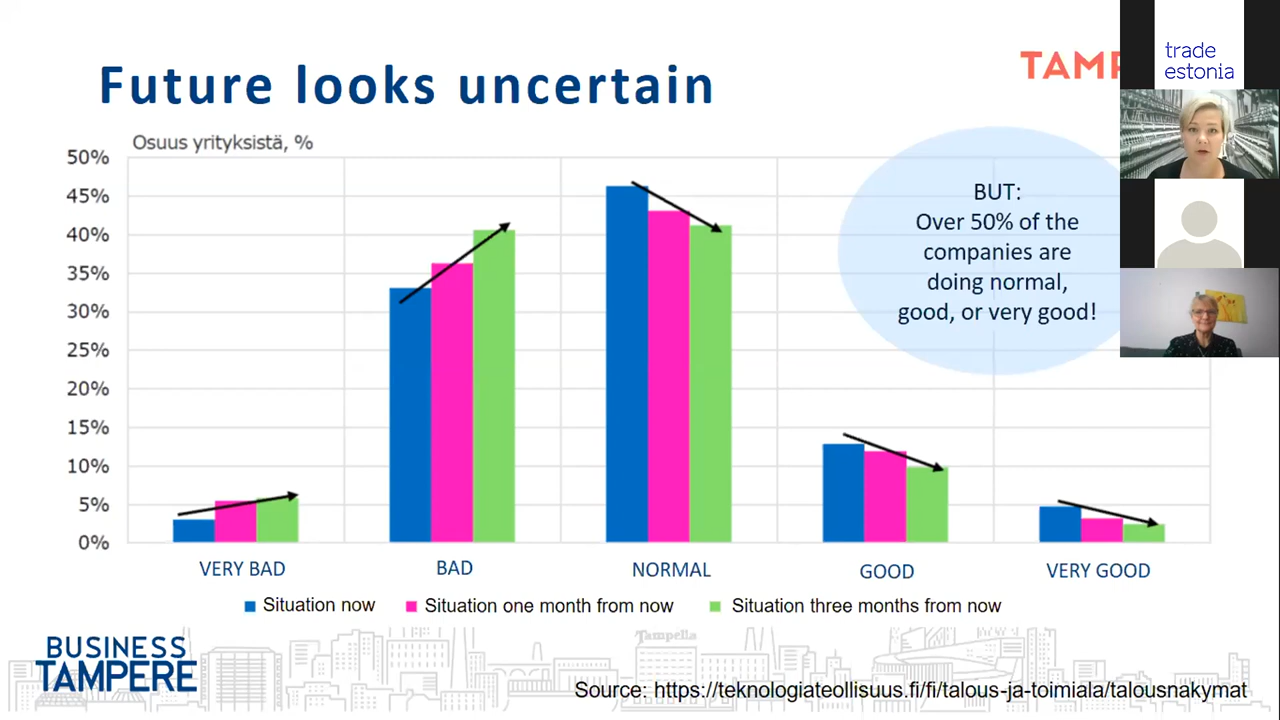 Future looks uncertain
TAMP
trade
estonia
Osuus yrityksistä, %
50%
45%
40%
35%
30%
25%
20%
15%
10%
5%
0%
BUT:
Over 50% of the
companies are
doing normal,
good, or very good!
VERY BAD
BAD
NORMAL
GOOD
VERY GOOD
Situation now
Situation one month from now
Situation three months from now
Tampella
BUSINESS
TAMPERE
Source: https://teknologiateollisuus.fi/fi/talous-ja-toimiala/talousnakymat